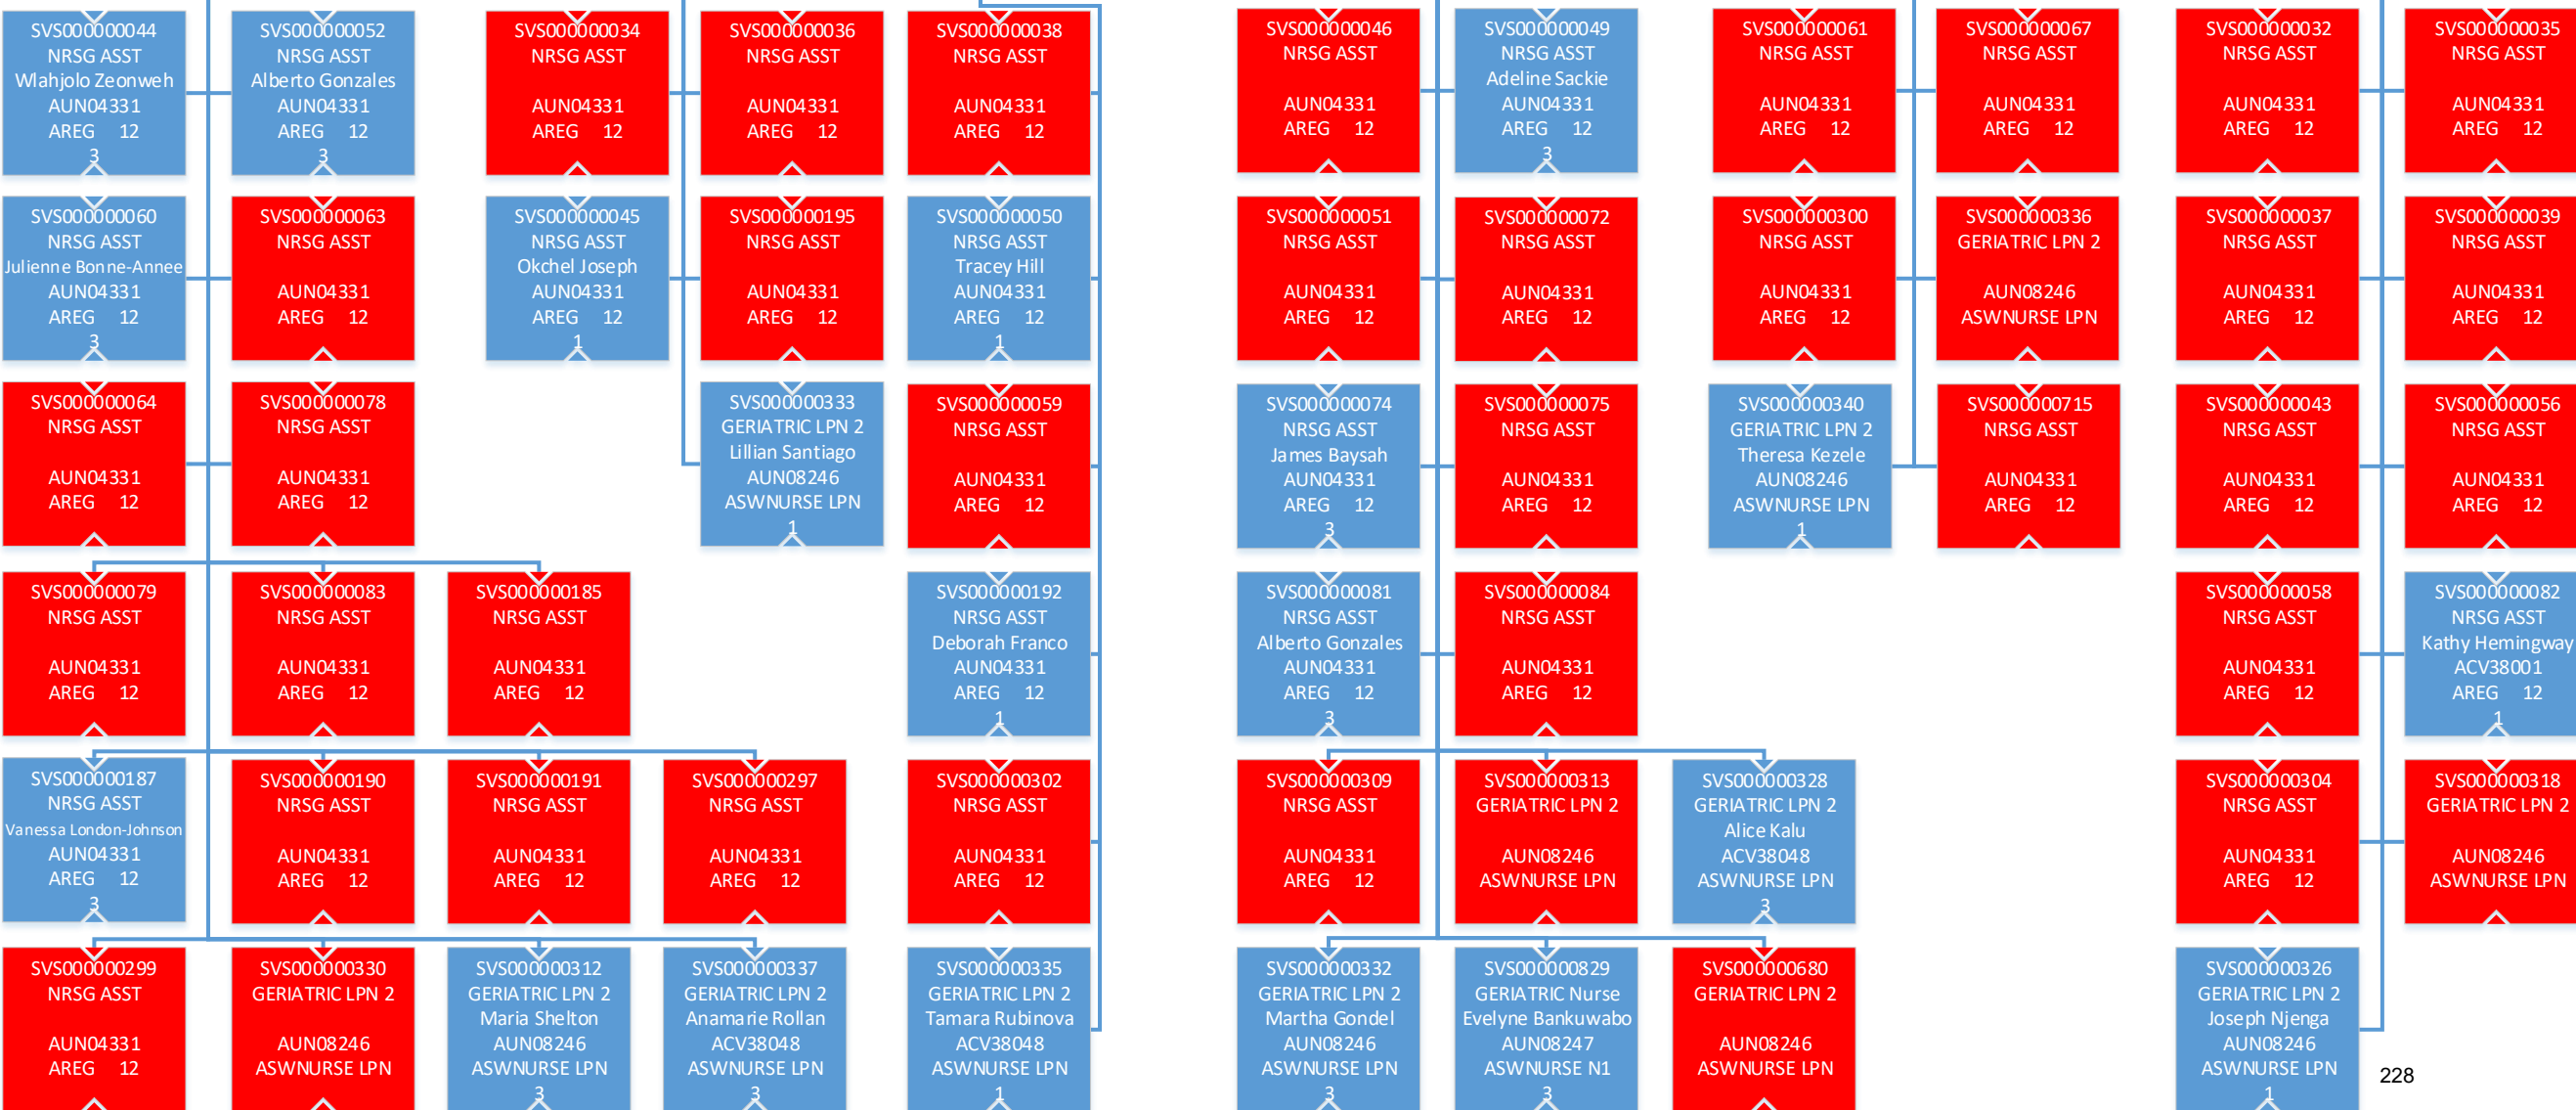 SVS000000044
NRSG ASST
Wlahjolo Zeonweh
AUN04331
AREG 12
3
SVS000000052
NRSG ASST
Alberto Gonzales
AUN04331
AREG 12
3
SVS000000034
NRSG ASST
AUN04331
AREG 12
SVS000000036
NRSG ASST
AUN04331
AREG 12
SVS000000038
NRSG ASST
AUN04331
AREG 12
SVS000000046
NRSG ASST
AUN04331
AREG 12
SVS000000049
NRSG ASST
Adeline Sackie
AUN04331
AREG 12
3
SVS000000061
NRSG ASST
AUN04331
AREG 12
SVS000000067
NRSG ASST
AUN04331
AREG 12
SVS000000032
NRSG ASST
AUN04331
AREG 12
SVS000000035
NRSG ASST
AUN04331
AREG 12
SVS000000060
NRSG ASST
Julienne Bonne-Annee
AUN04331
AREG 12
3
SVS000000063
NRSG ASST
AUN04331
AREG 12
SVS000000045
NRSG ASST
Okchel Joseph
AUN04331
AREG 12
1
SVS000000195
NRSG ASST
AUN04331
AREG 12
SVS000000050
NRSG ASST
Tracey Hill
AUN04331
AREG 12
1
SVS000000051
NRSG ASST
AUN04331
AREG 12
SVS000000072
NRSG ASST
AUN04331
AREG 12
SVS000000300
NRSG ASST
AUN04331
AREG 12
SVS000000336
GERIATRIC LPN 2
AUN08246
ASWNURSE LPN
SVS000000037
NRSG ASST
AUN04331
AREG 12
SVS000000039
NRSG ASST
AUN04331
AREG 12
SVS000000064
NRSG ASST
AUN04331
AREG 12
SVS000000078
NRSG ASST
AUN04331
AREG 12
SVS000000333
GERIATRIC LPN 2
Lillian Santiago
AUN08246
ASWNURSE LPN
1
SVS000000059
NRSG ASST
AUN04331
AREG 12
SVS000000074
NRSG ASST
James Baysah
AUN04331
AREG 12
3
SVS000000075
NRSG ASST
AUN04331
AREG 12
SVS000000340
GERIATRIC LPN 2
Theresa Kezele
AUN08246
ASWNURSE LPN
1
SVS000000715
NRSG ASST
AUN04331
AREG 12
SVS000000043
NRSG ASST
AUN04331
AREG 12
SVS000000056
NRSG ASST
AUN04331
AREG 12
SVS000000079
NRSG ASST
AUN04331
AREG 12
SVS000000083
NRSG ASST
AUN04331
AREG 12
SVS000000185
NRSG ASST
AUN04331
AREG 12
SVS000000192
NRSG ASST
Deborah Franco
AUN04331
AREG 12
1
SVS000000081
NRSG ASST
Alberto Gonzales
AUN04331
AREG 12
3
SVS000000084
NRSG ASST
AUN04331
AREG 12
SVS000000058
NRSG ASST
AUN04331
AREG 12
SVS000000082
NRSG ASST
Kathy Hemingway
ACV38001
AREG 12
1
SVS000000187
NRSG ASST
Vanessa London-Johnson
AUN04331
AREG 12
3
SVS000000190
NRSG ASST
AUN04331
AREG 12
SVS000000191
NRSG ASST
AUN04331
AREG 12
SVS000000297
NRSG ASST
AUN04331
AREG 12
SVS000000302
NRSG ASST
AUN04331
AREG 12
SVS000000309
NRSG ASST
AUN04331
AREG 12
SVS000000313
GERIATRIC LPN 2
AUN08246
ASWNURSE LPN
SVS000000328
GERIATRIC LPN 2
Alice Kalu
ACV38048
ASWNURSE LPN
3
SVS000000304
NRSG ASST
AUN04331
AREG 12
SVS000000318
GERIATRIC LPN 2
AUN08246
ASWNURSE LPN
SVS000000299
NRSG ASST
AUN04331
AREG 12
SVS000000330
GERIATRIC LPN 2
AUN08246
ASWNURSE LPN
SVS000000312
GERIATRIC LPN 2
Maria Shelton
AUN08246
ASWNURSE LPN
3
SVS000000337
GERIATRIC LPN 2
Anamarie Rollan
ACV38048
ASWNURSE LPN
3
SVS000000335
GERIATRIC LPN 2
Tamara Rubinova
ACV38048
ASWNURSE LPN
1
SVS000000332
GERIATRIC LPN 2
Martha Gondel
AUN08246
ASWNURSE LPN
3
SVS000000829
GERIATRIC Nurse
Evelyne Bankuwabo
AUN08247
ASWNURSE N1
3
SVS000000680
GERIATRIC LPN 2
AUN08246
ASWNURSE LPN
SVS000000326
GERIATRIC LPN 2
Joseph Njenga
AUN08246
ASWNURSE LPN
1
228